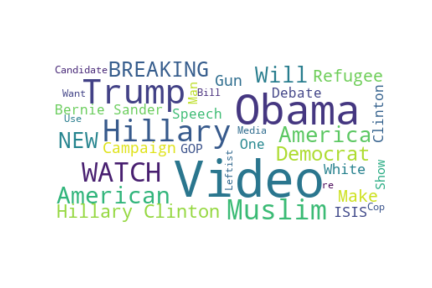 Candidate BREAKING
Want Trump Man Bill Gun Will Refugee
Bernie Sander Speech Obama Debate Clinton
Use
NEW Hillary Media America
Campaign GOP One Democrat
WATCH Leftist Video White Show
American re Make
Hillary Clinton Muslim ISIS Cop